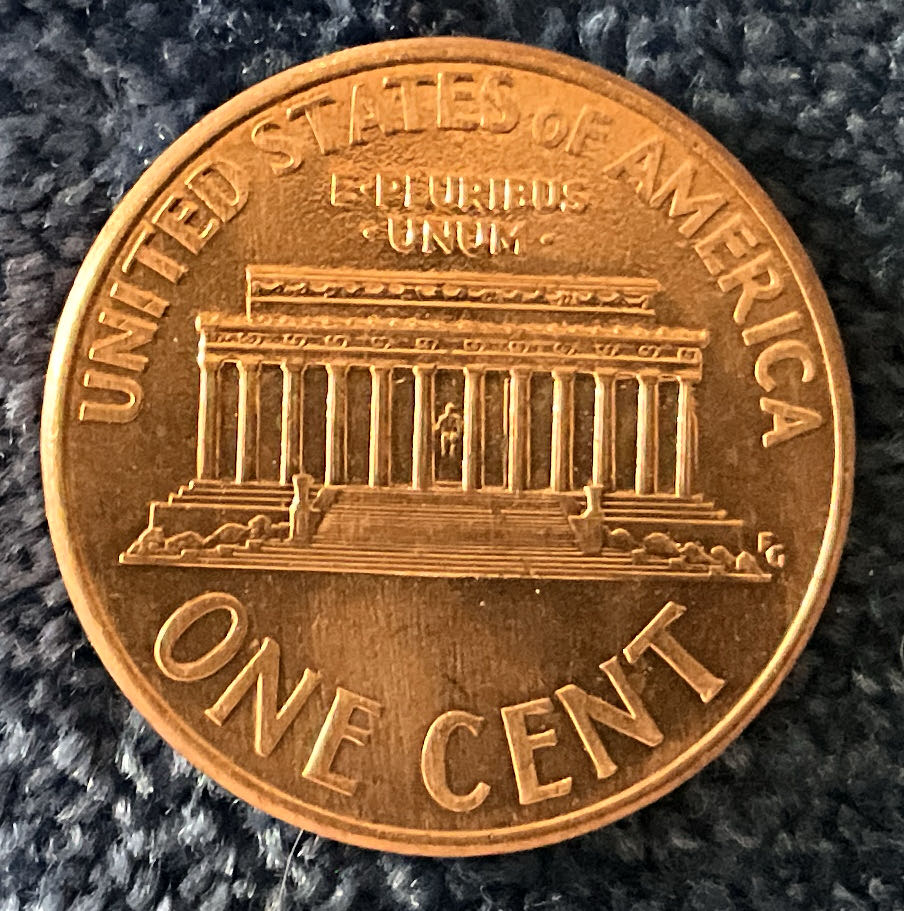 UNITED STATES OF AMERICA
E·PLURIBUS
·UNUM·
FG
ONE CENT